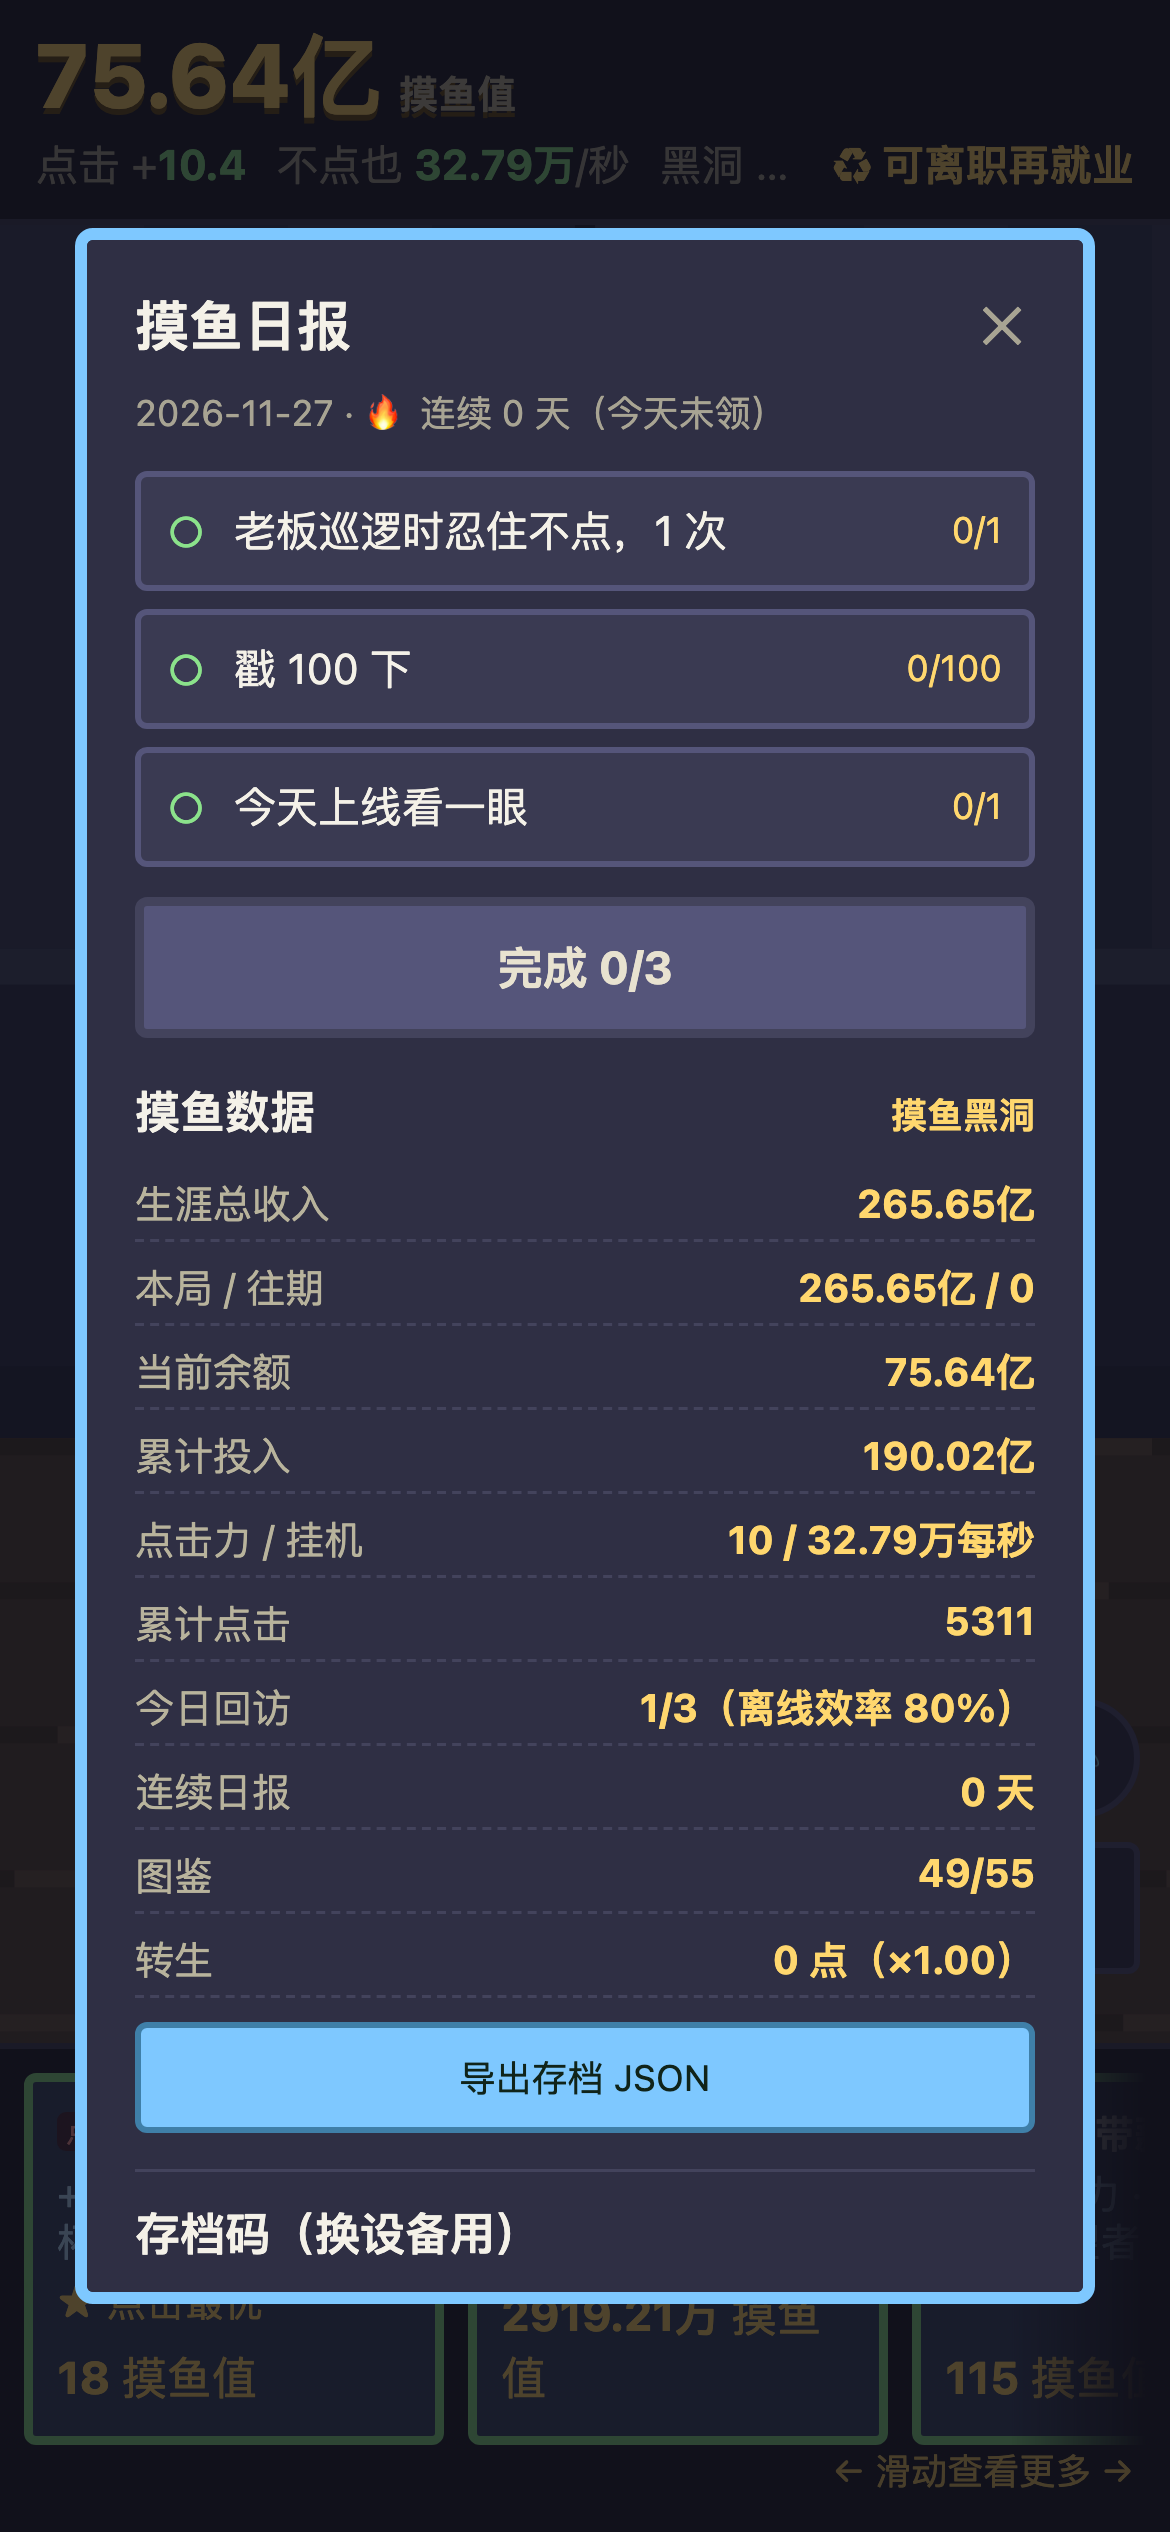 75.64亿 摸鱼值
点击 +10.4 不点也 32.79万/秒 黑洞 ... ♻ 可离职再就业
摸鱼日报
2026-11-27 · 🔥 连续 0 天（今天未领）
老板巡逻时忍住不点，1 次 0/1
戳 100 下 0/100
今天上线看一眼 0/1
完成 0/3
摸鱼数据 摸鱼黑洞
生涯总收入 265.65亿
本局 / 往期 265.65亿 / 0
当前余额 75.64亿
累计投入 190.02亿
点击力 / 挂机 10 / 32.79万每秒
累计点击 5311
今日回访 1/3（离线效率 80%）
连续日报 0 天
图鉴 49/55
转生 0 点（×1.00）
导出存档 JSON
存档码（换设备用）
★ 点击最优
18 摸鱼值
2919.21万 摸鱼
值
115 摸鱼值
← 滑动查看更多 →